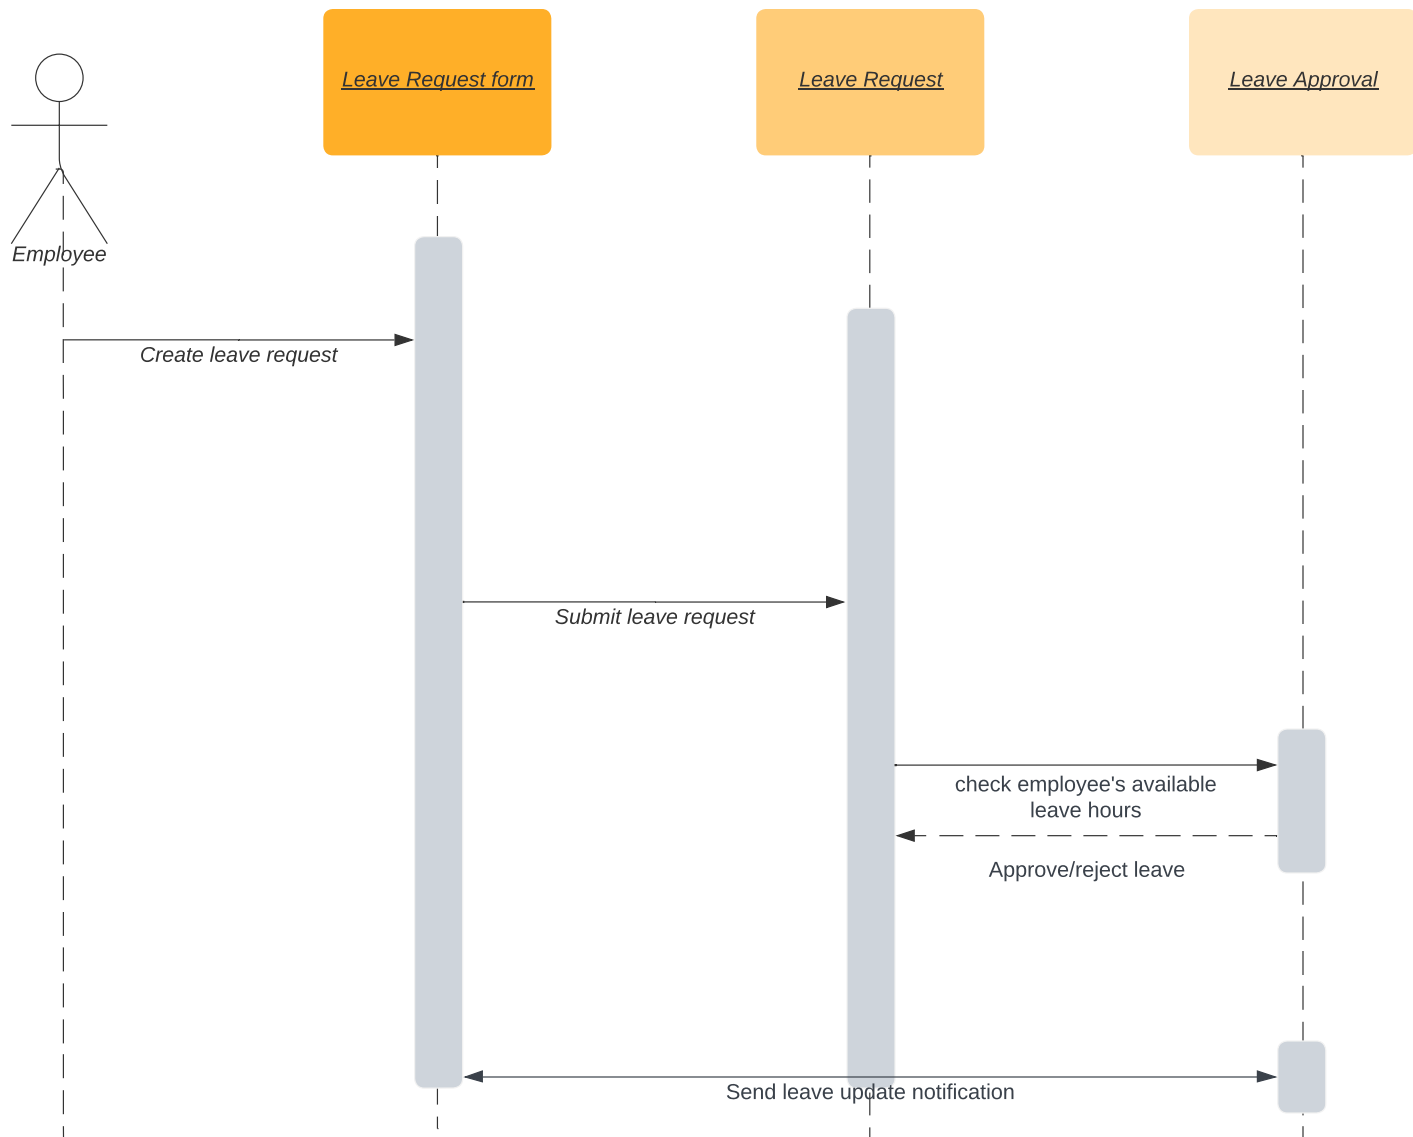 Leave Request form
Leave Request
Leave Approval
Employee
Create leave request
Submit leave request
check employee's available
leave hours
Approve/reject leave
Send leave update notification